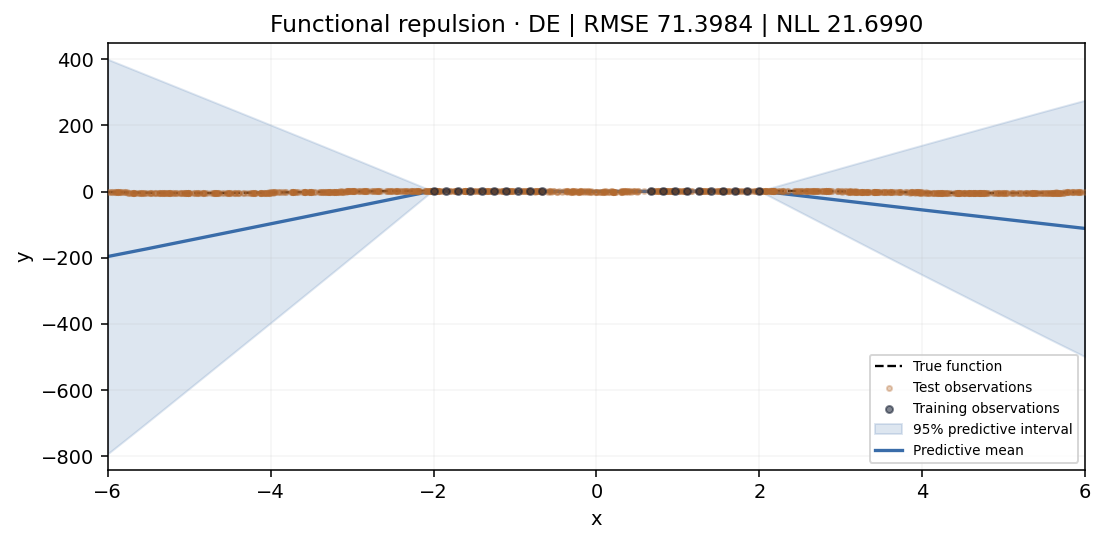 Functional repulsion · DE | RMSE 71.3984 | NLL 21.6990
400
200
0
−200
−400
−600
−800
y
−6
−4
−2
0
2
4
6
x
True function
Test observations
Training observations
95% predictive interval
Predictive mean